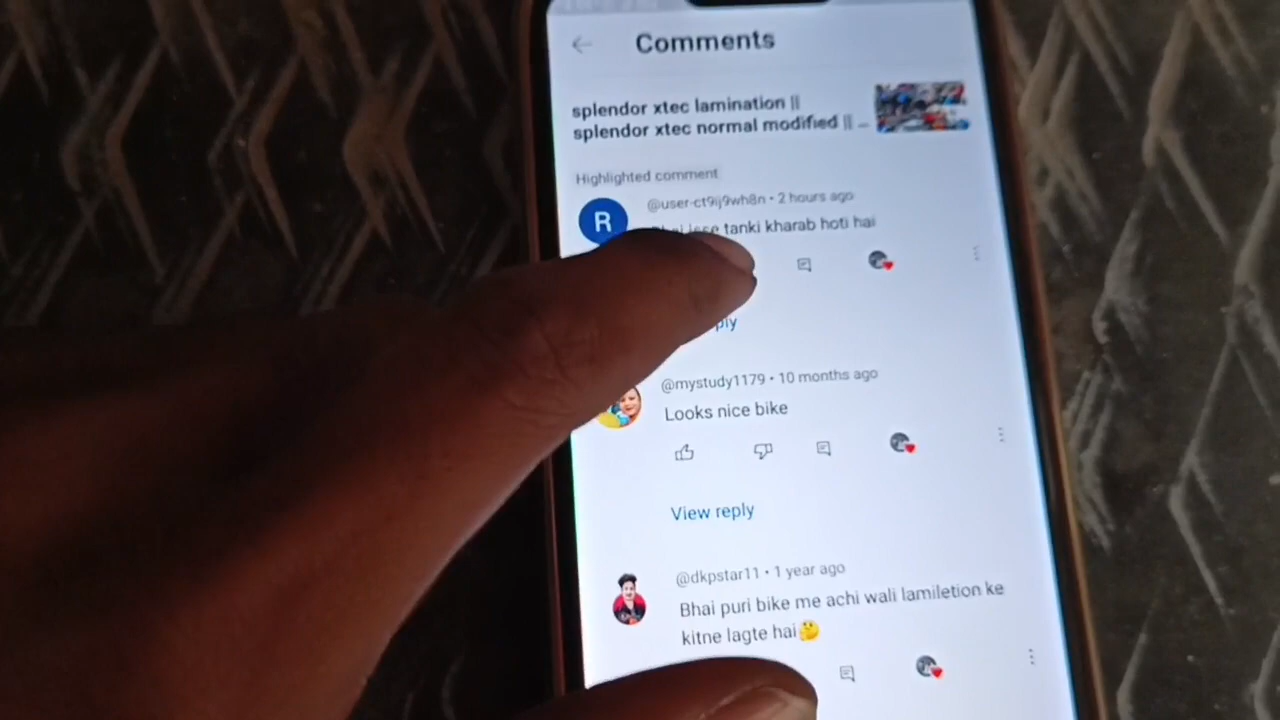 Comments
splendor xtec lamination ||
splendor xtec normal modified || ...
Highlighted comment
R
@user-ct9ij9wh8n • 2 hours ago
tanki kharab hoti hai
@mystudy1179 • 10 months ago
Looks nice bike
View reply
@dkpstar11 • 1 year ago
Bhai puri bike me achi wali lamiletion ke
kitne lagte hai🤔